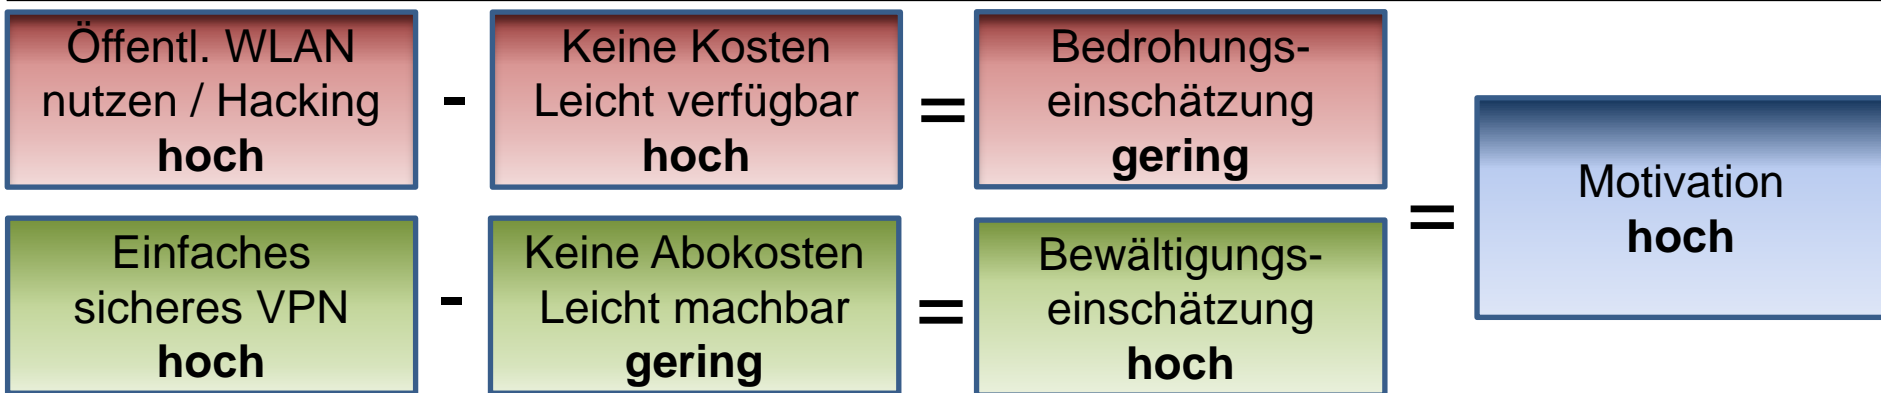 Öffentl. WLAN
nutzen / Hacking
hoch
-
Keine Kosten
Leicht verfügbar
hoch
=
Bedrohungs-
einschätzung
gering
Einfaches
sicheres VPN
hoch
-
Keine Abokosten
Leicht machbar
gering
=
Bewältigungs-
einschätzung
hoch
=
Motivation
hoch